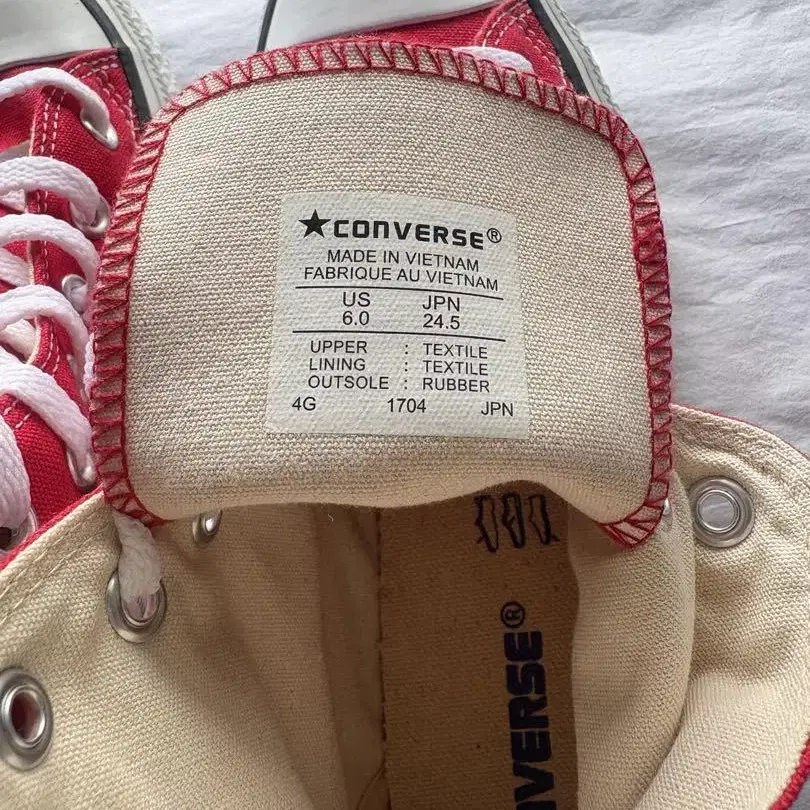 ★CONVERSE®
MADE IN VIETNAM
FABRIQUE AU VIETNAM
US JPN
6.0 24.5
UPPER : TEXTILE
LINING : TEXTILE
OUTSOLE : RUBBER
4G 1704 JPN
NVERSE®